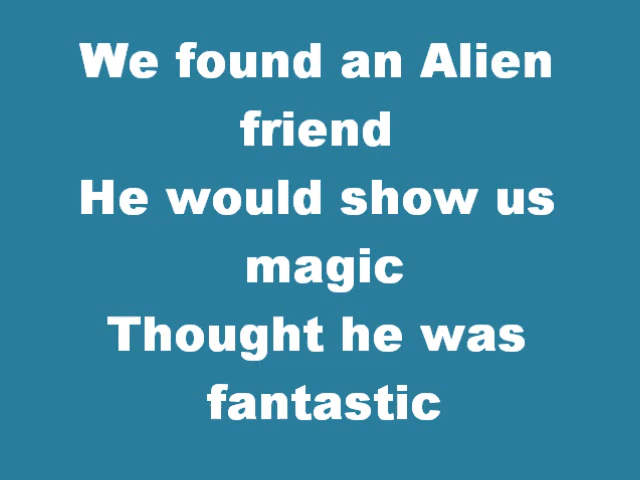 We found an Alien
friend
He would show us
magic
Thought he was
fantastic